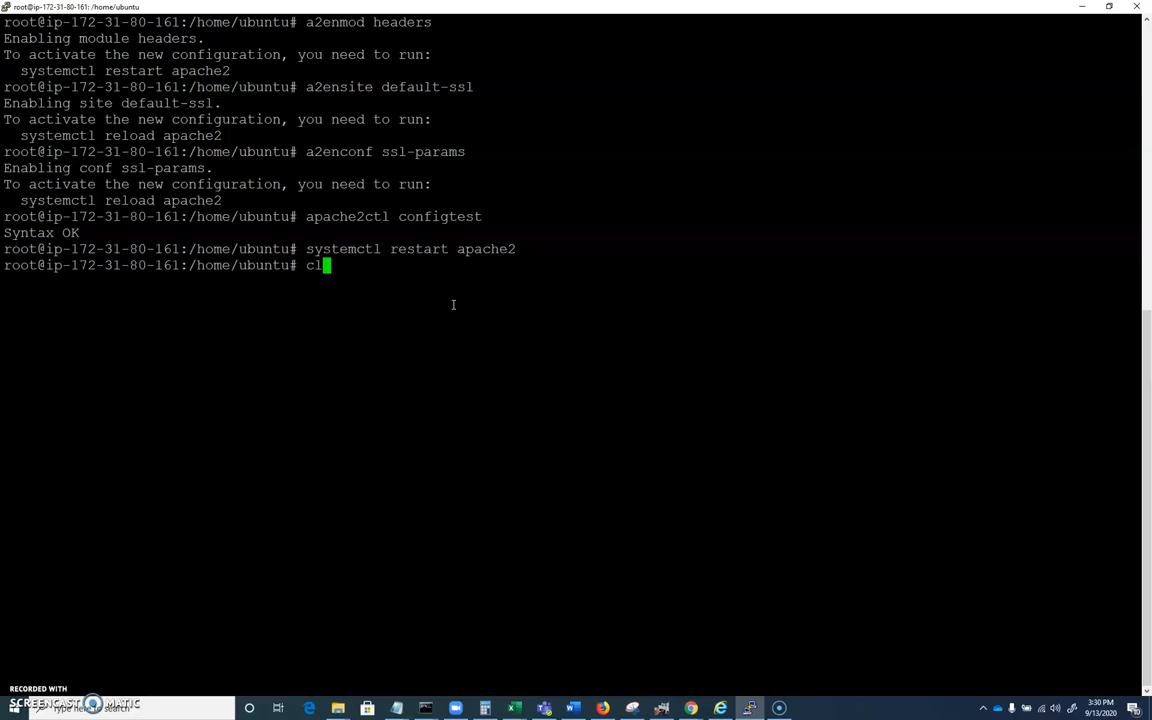 root@ip-172-31-80-161: /home/ubuntu
root@ip-172-31-80-161:/home/ubuntu# a2enmod headers
Enabling module headers.
To activate the new configuration, you need to run:
  systemctl restart apache2
root@ip-172-31-80-161:/home/ubuntu# a2ensite default-ssl
Enabling site default-ssl.
To activate the new configuration, you need to run:
  systemctl reload apache2
root@ip-172-31-80-161:/home/ubuntu# a2enconf ssl-params
Enabling conf ssl-params.
To activate the new configuration, you need to run:
  systemctl reload apache2
root@ip-172-31-80-161:/home/ubuntu# apache2ctl configtest
Syntax OK
root@ip-172-31-80-161:/home/ubuntu# systemctl restart apache2
root@ip-172-31-80-161:/home/ubuntu# cl
RECORDED WITH
SCREENCAST MATIC
Type here to search
3:30 PM
9/13/2020